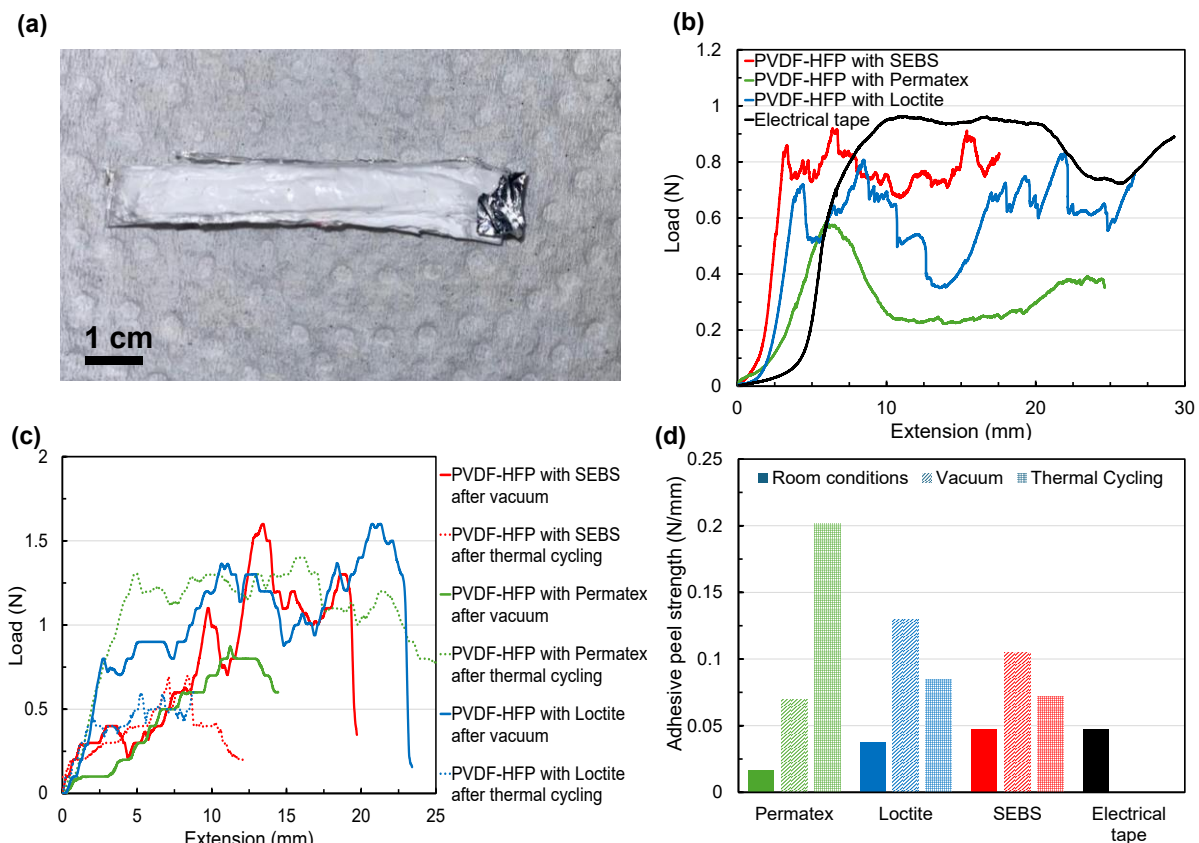 (a)
1 cm
(b)
1.2
1
0.8
0.6
0.4
0.2
0
Load (N)
PVDF-HFP with SEBS
PVDF-HFP with Permatex
PVDF-HFP with Loctite
Electrical tape
0
10
20
30
Extension (mm)
(c)
2
1.5
1
0.5
0
Load (N)
0
5
10
15
20
25
Extension (mm)
PVDF-HFP with SEBS
after vacuum
PVDF-HFP with SEBS
after thermal cycling
PVDF-HFP with Permatex
after vacuum
PVDF-HFP with Permatex
after thermal cycling
PVDF-HFP with Loctite
after vacuum
PVDF-HFP with Loctite
after thermal cycling
(d)
0.25
0.2
0.15
0.1
0.05
0
Adhesive peel strength (N/mm)
Room conditions
Vacuum
Thermal Cycling
Permatex
Loctite
SEBS
Electrical
tape